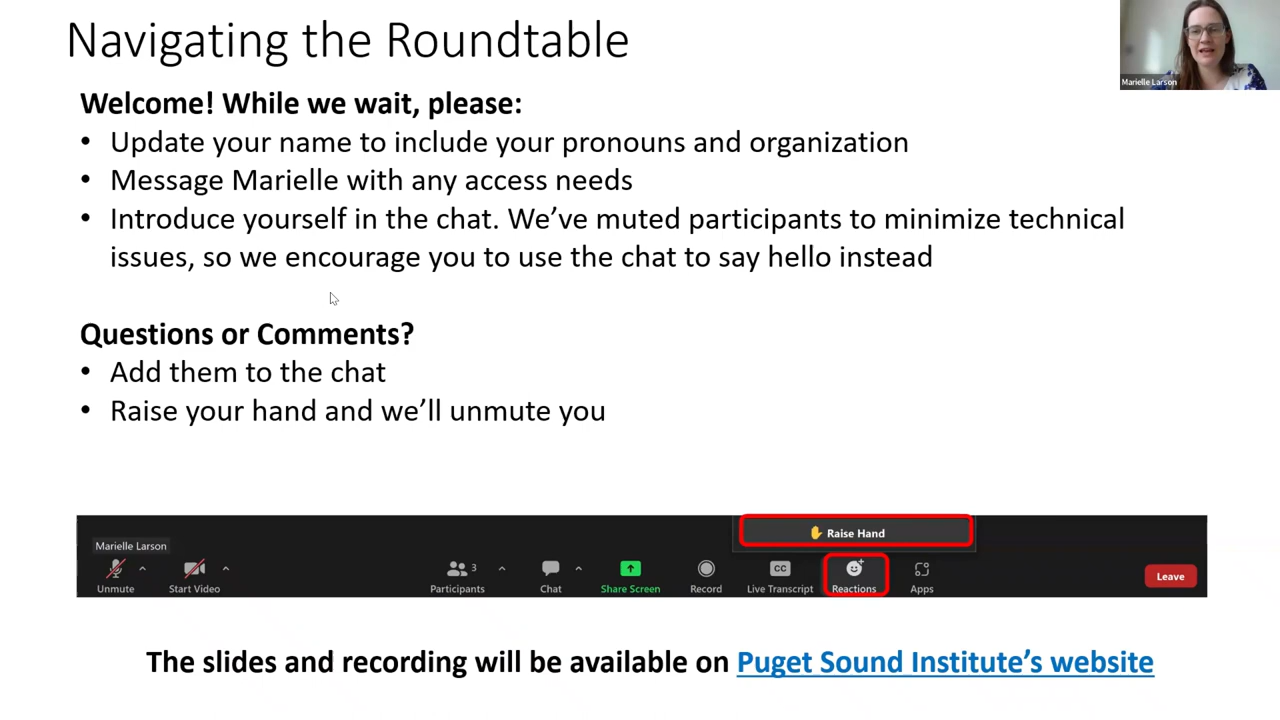 Navigating the Roundtable
Marielle Larson
Welcome! While we wait, please:
• Update your name to include your pronouns and organization
• Message Marielle with any access needs
• Introduce yourself in the chat. We’ve muted participants to minimize technical
issues, so we encourage you to use the chat to say hello instead
Questions or Comments?
• Add them to the chat
• Raise your hand and we’ll unmute you
Raise Hand
Marielle Larson
3
CC
Unmute Start Video Participants Chat Share Screen Record Live Transcript Reactions Apps Leave
The slides and recording will be available on Puget Sound Institute’s website